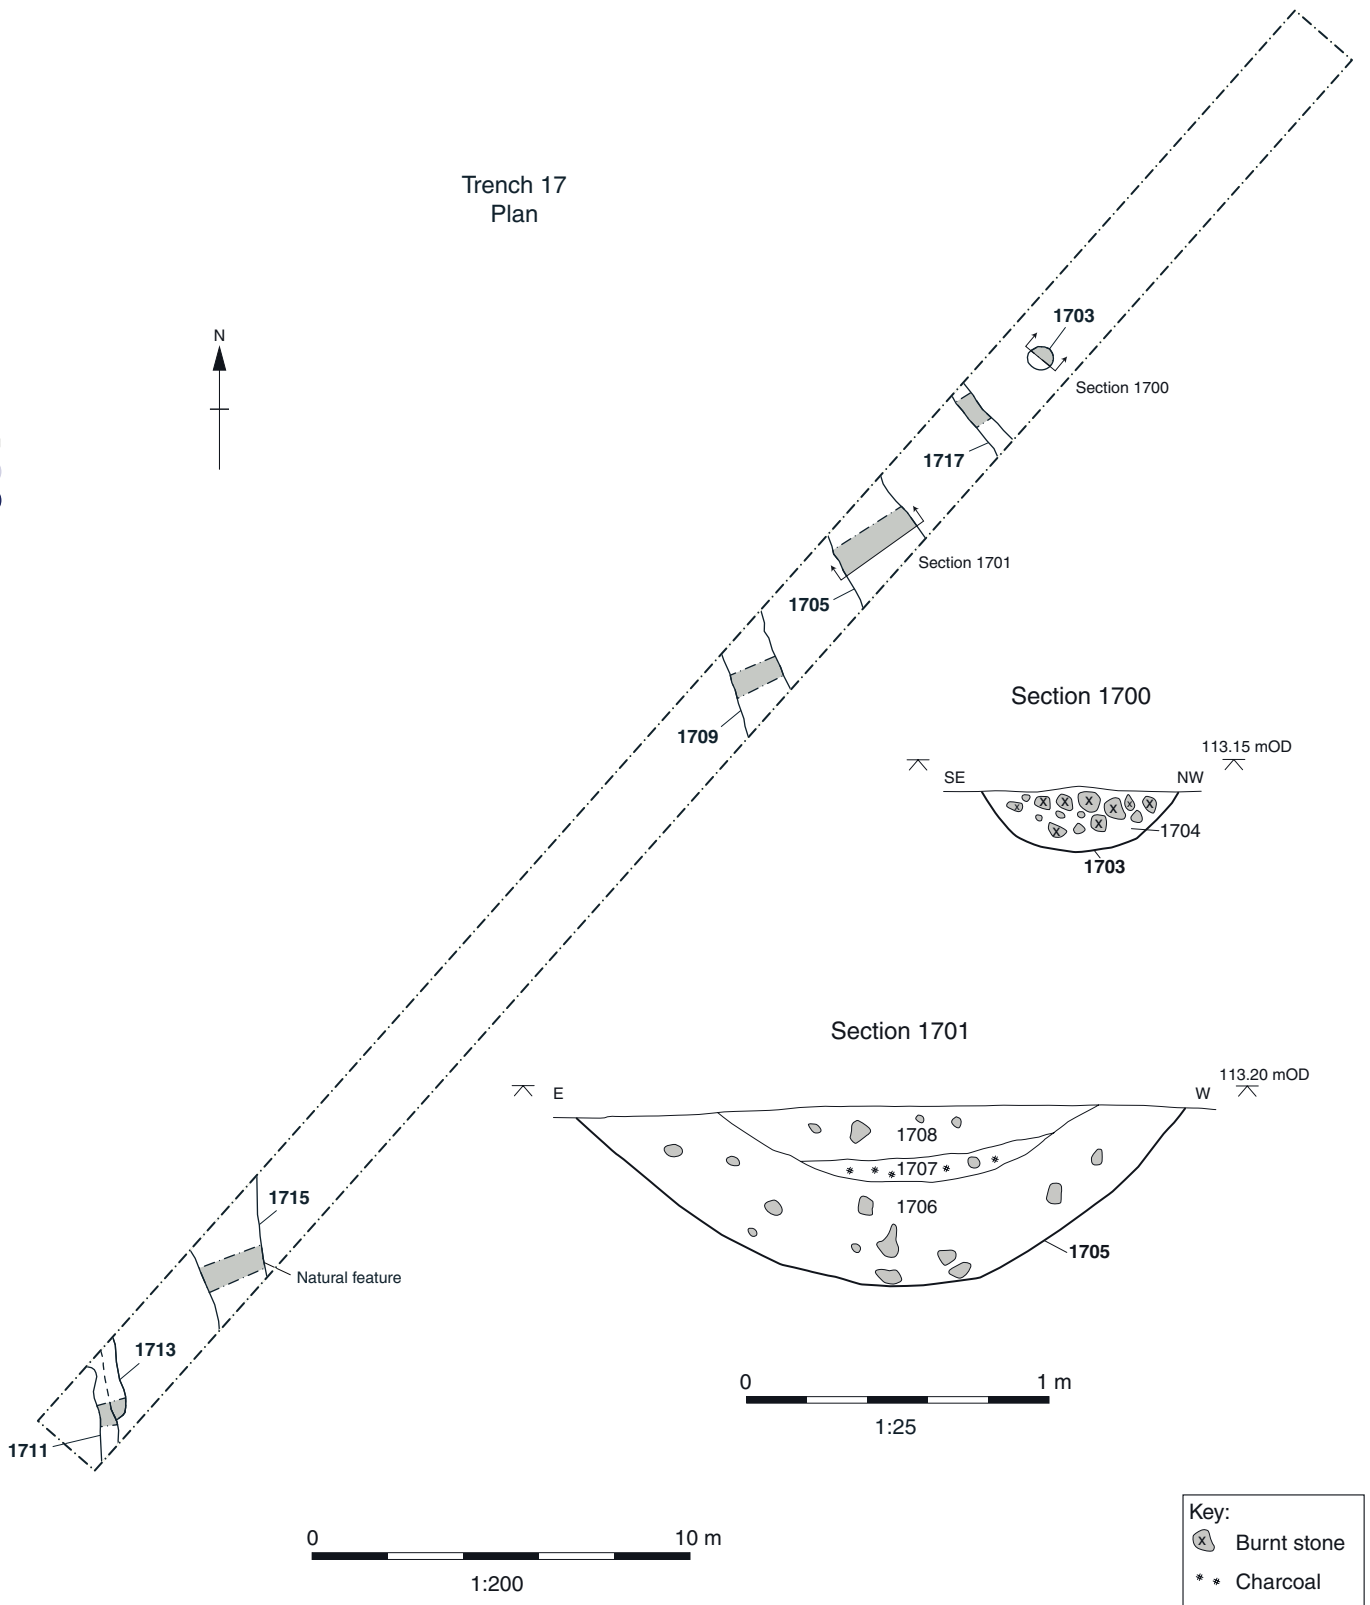 Trench 17
Plan
N
1703
Section 1700
1717
Section 1701
1705
1709
Section 1700
113.15 mOD
SE
NW
1704
1703
Section 1701
113.20 mOD
E
W
1708
1707
1706
1705
1715
Natural feature
1713
1711
0
1 m
1:25
0
10 m
1:200
Key:
x Burnt stone
Charcoal